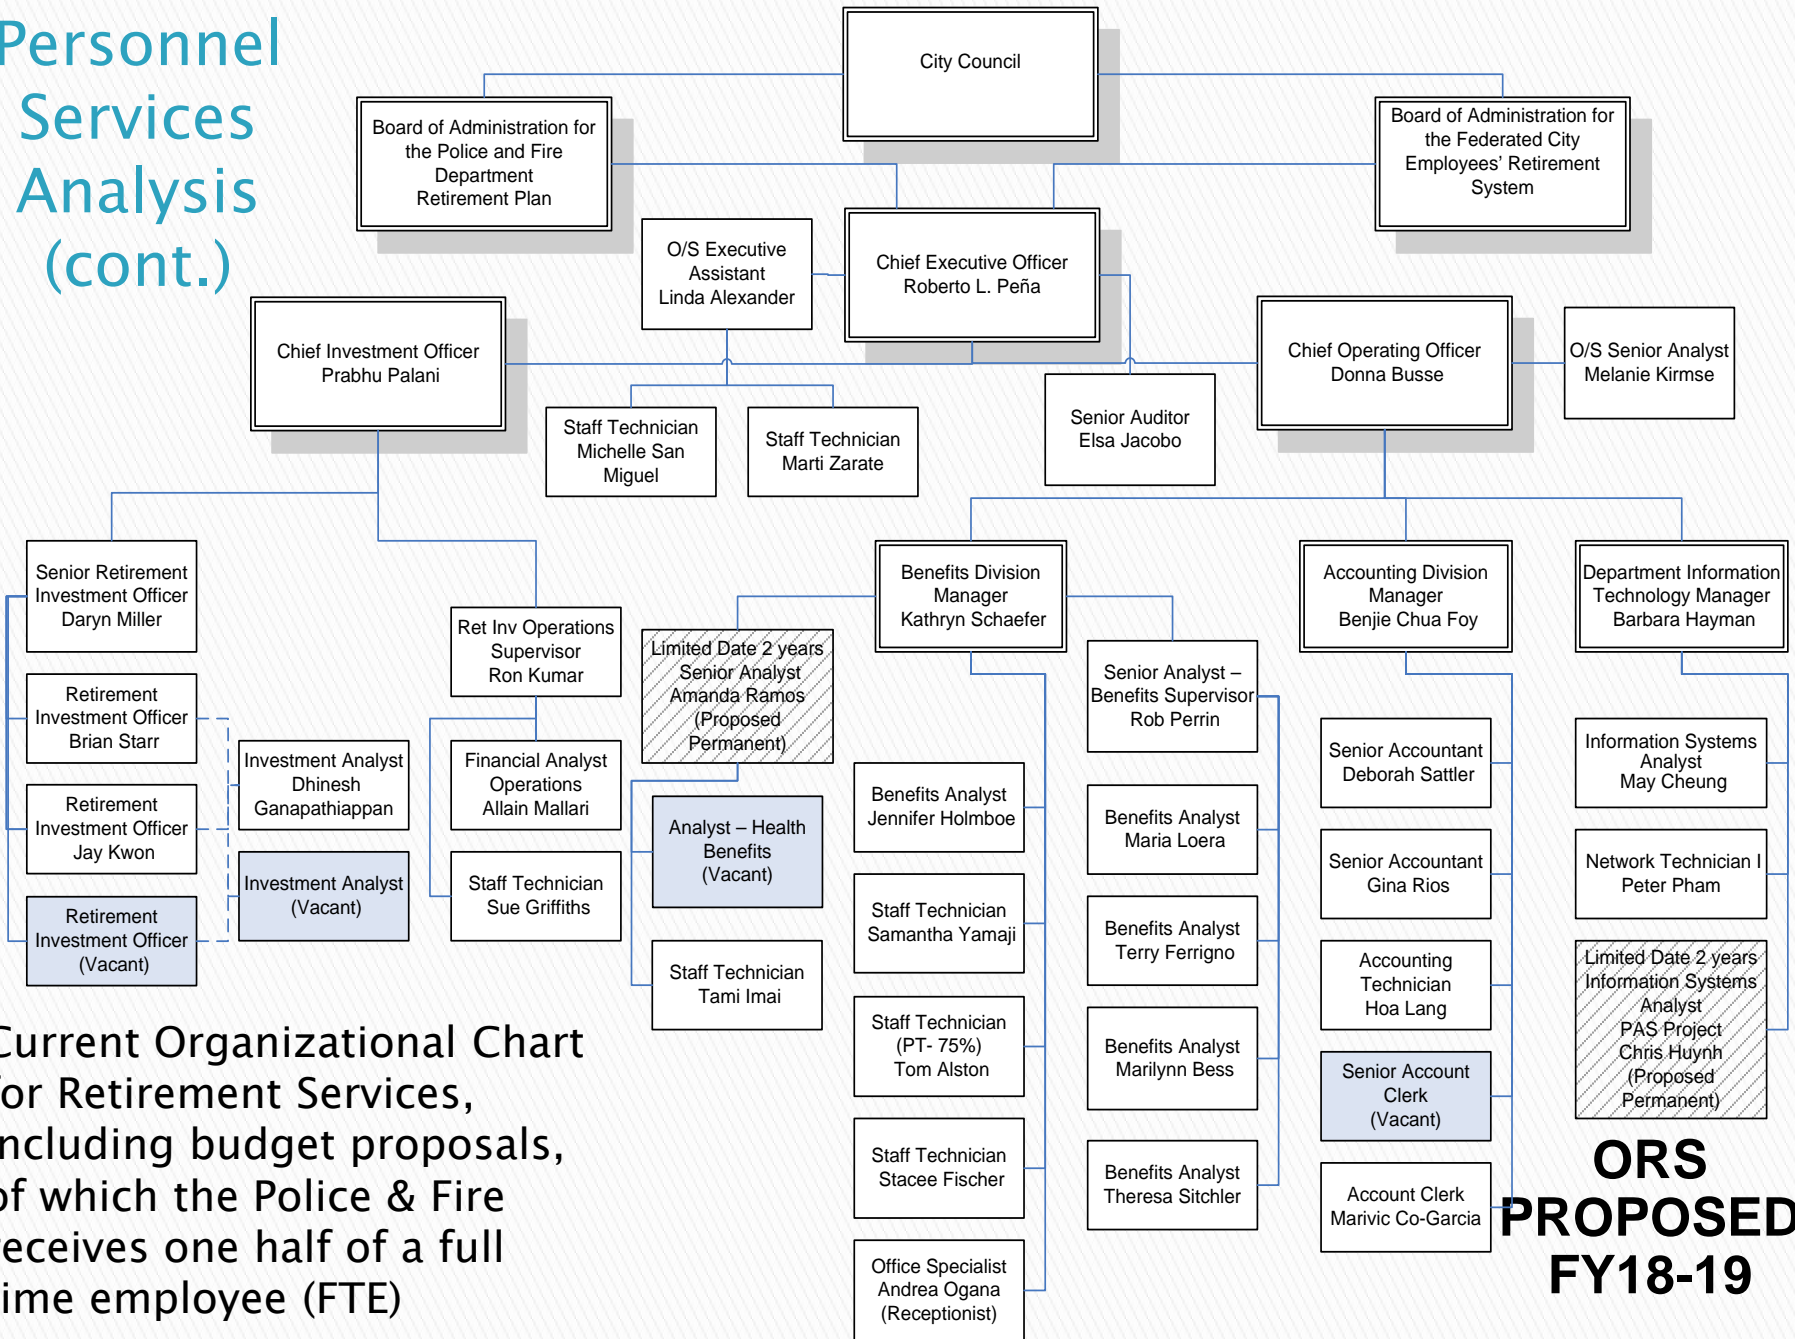 Personnel
Services
Analysis
(cont.)
City Council
Board of Administration for
the Police and Fire
Department
Retirement Plan
Board of Administration for
the Federated City
Employees' Retirement
System
O/S Executive
Assistant
Linda Alexander
Chief Executive Officer
Roberto L. Peña
Chief Investment Officer
Prabhu Palani
Chief Operating Officer
Donna Busse
O/S Senior Analyst
Melanie Kirmse
Staff Technician
Michelle San
Miguel
Staff Technician
Marti Zarate
Senior Auditor
Elsa Jacobo
Senior Retirement
Investment Officer
Daryn Miller
Retirement
Investment Officer
Brian Starr
Retirement
Investment Officer
Jay Kwon
Retirement
Investment Officer
(Vacant)
Investment Analyst
Dhinesh
Ganapathiappan
Investment Analyst
(Vacant)
Ret Inv Operations
Supervisor
Ron Kumar
Financial Analyst
Operations
Allain Mallari
Staff Technician
Sue Griffiths
Benefits Division
Manager
Kathryn Schaefer
Limited Date 2 years
Senior Analyst
Amanda Ramos
(Proposed
Permanent)
Analyst – Health
Benefits
(Vacant)
Staff Technician
Tami Imai
Benefits Analyst
Jennifer Holmboe
Staff Technician
Samantha Yamaji
Staff Technician
(PT- 75%)
Tom Alston
Staff Technician
Stacee Fischer
Office Specialist
Andrea Ogana
(Receptionist)
Senior Analyst –
Benefits Supervisor
Rob Perrin
Benefits Analyst
Maria Loera
Benefits Analyst
Terry Ferrigno
Benefits Analyst
Marilynn Bess
Benefits Analyst
Theresa Sitchler
Accounting Division
Manager
Benjie Chua Foy
Senior Accountant
Deborah Sattler
Senior Accountant
Gina Rios
Accounting
Technician
Hoa Lang
Senior Account
Clerk
(Vacant)
Account Clerk
Marivic Co-Garcia
Department Information
Technology Manager
Barbara Hayman
Information Systems
Analyst
May Cheung
Network Technician I
Peter Pham
Limited Date 2 years
Information Systems
Analyst
PAS Project
Chris Huynh
(Proposed
Permanent)
Current Organizational Chart
for Retirement Services,
including budget proposals,
of which the Police & Fire
receives one half of a full
time employee (FTE)
ORS
PROPOSED
FY18-19